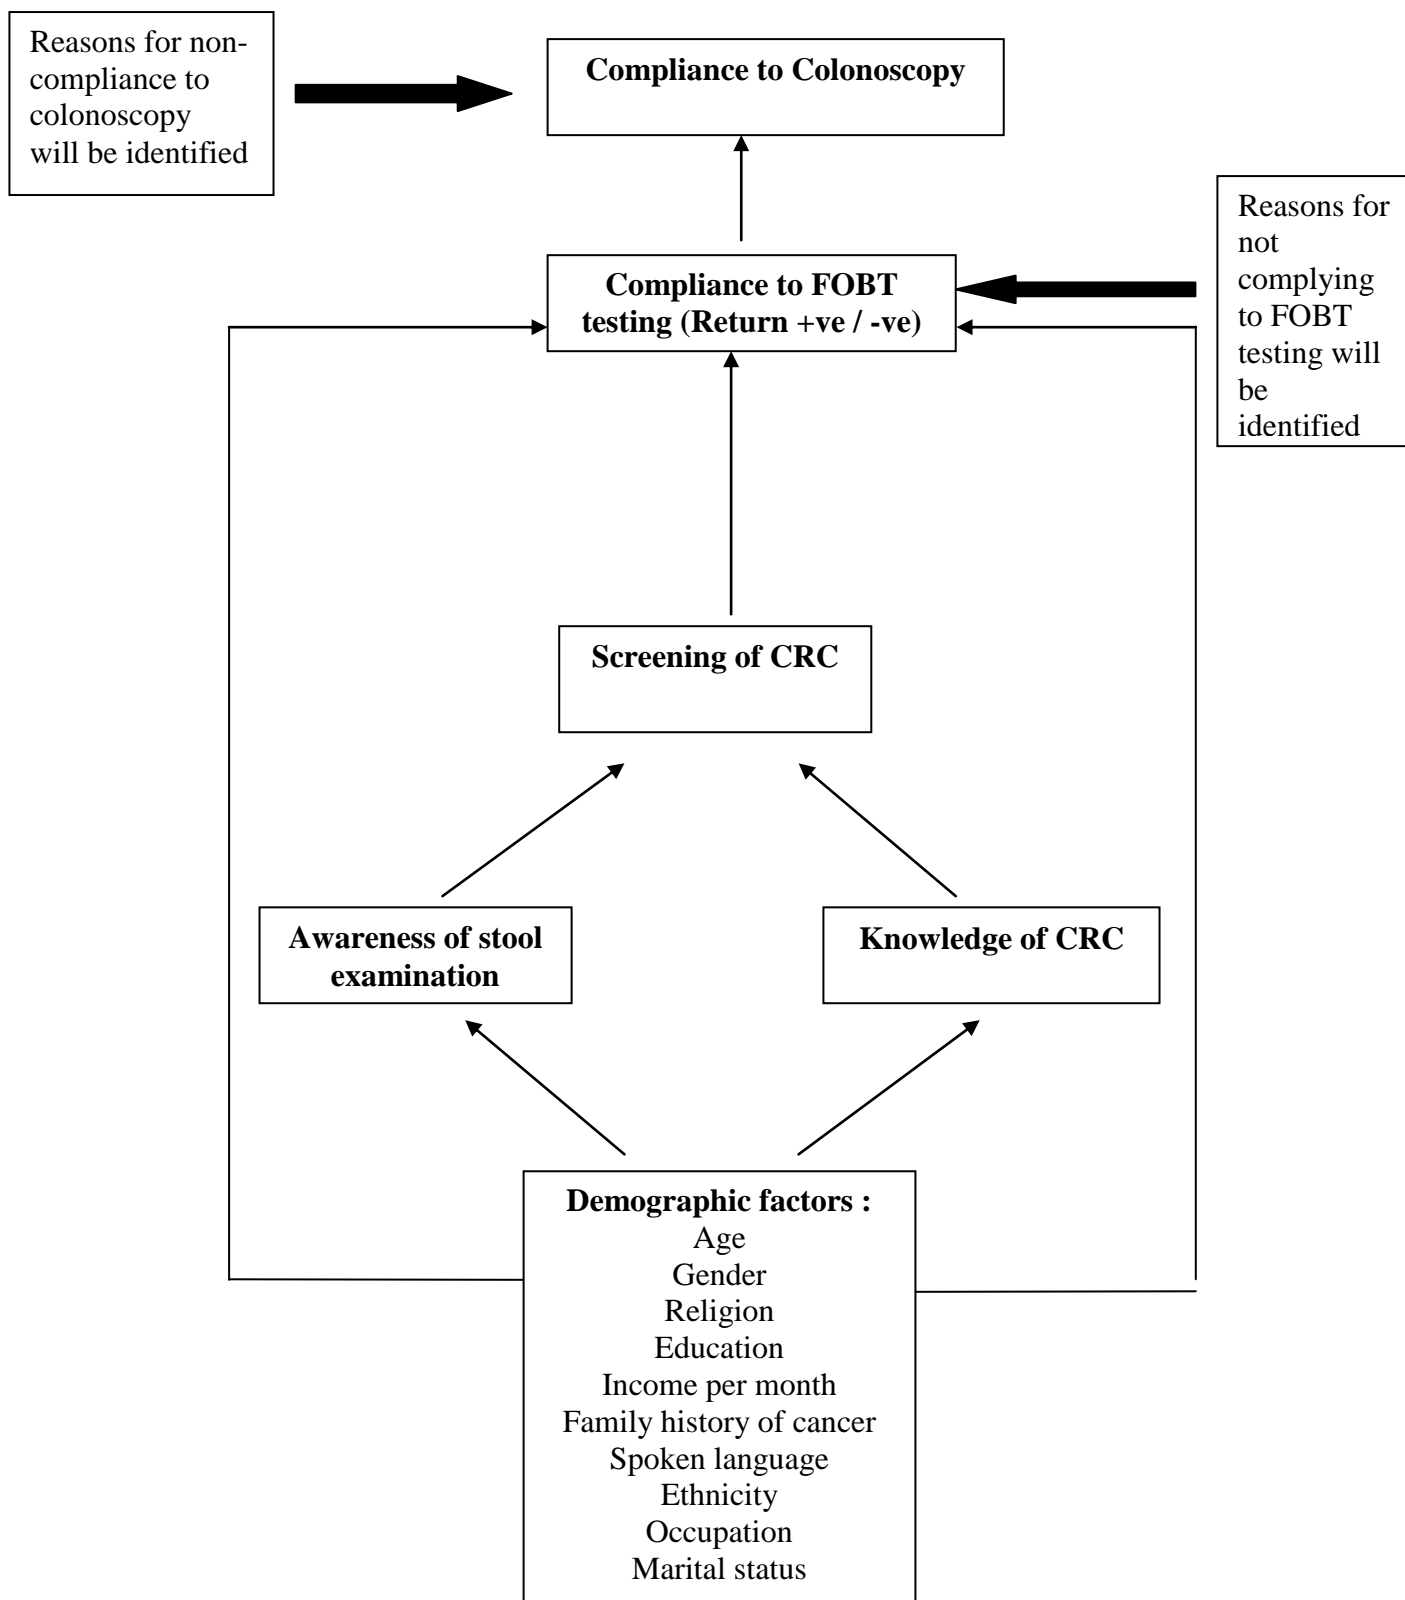 Reasons for non-
compliance to
colonoscopy
will be identified
Compliance to Colonoscopy
Reasons for
not
complying
to FOBT
testing will
be
identified
Compliance to FOBT
testing (Return +ve / -ve)
Screening of CRC
Awareness of stool
examination
Knowledge of CRC
Demographic factors :
Age
Gender
Religion
Education
Income per month
Family history of cancer
Spoken language
Ethnicity
Occupation
Marital status